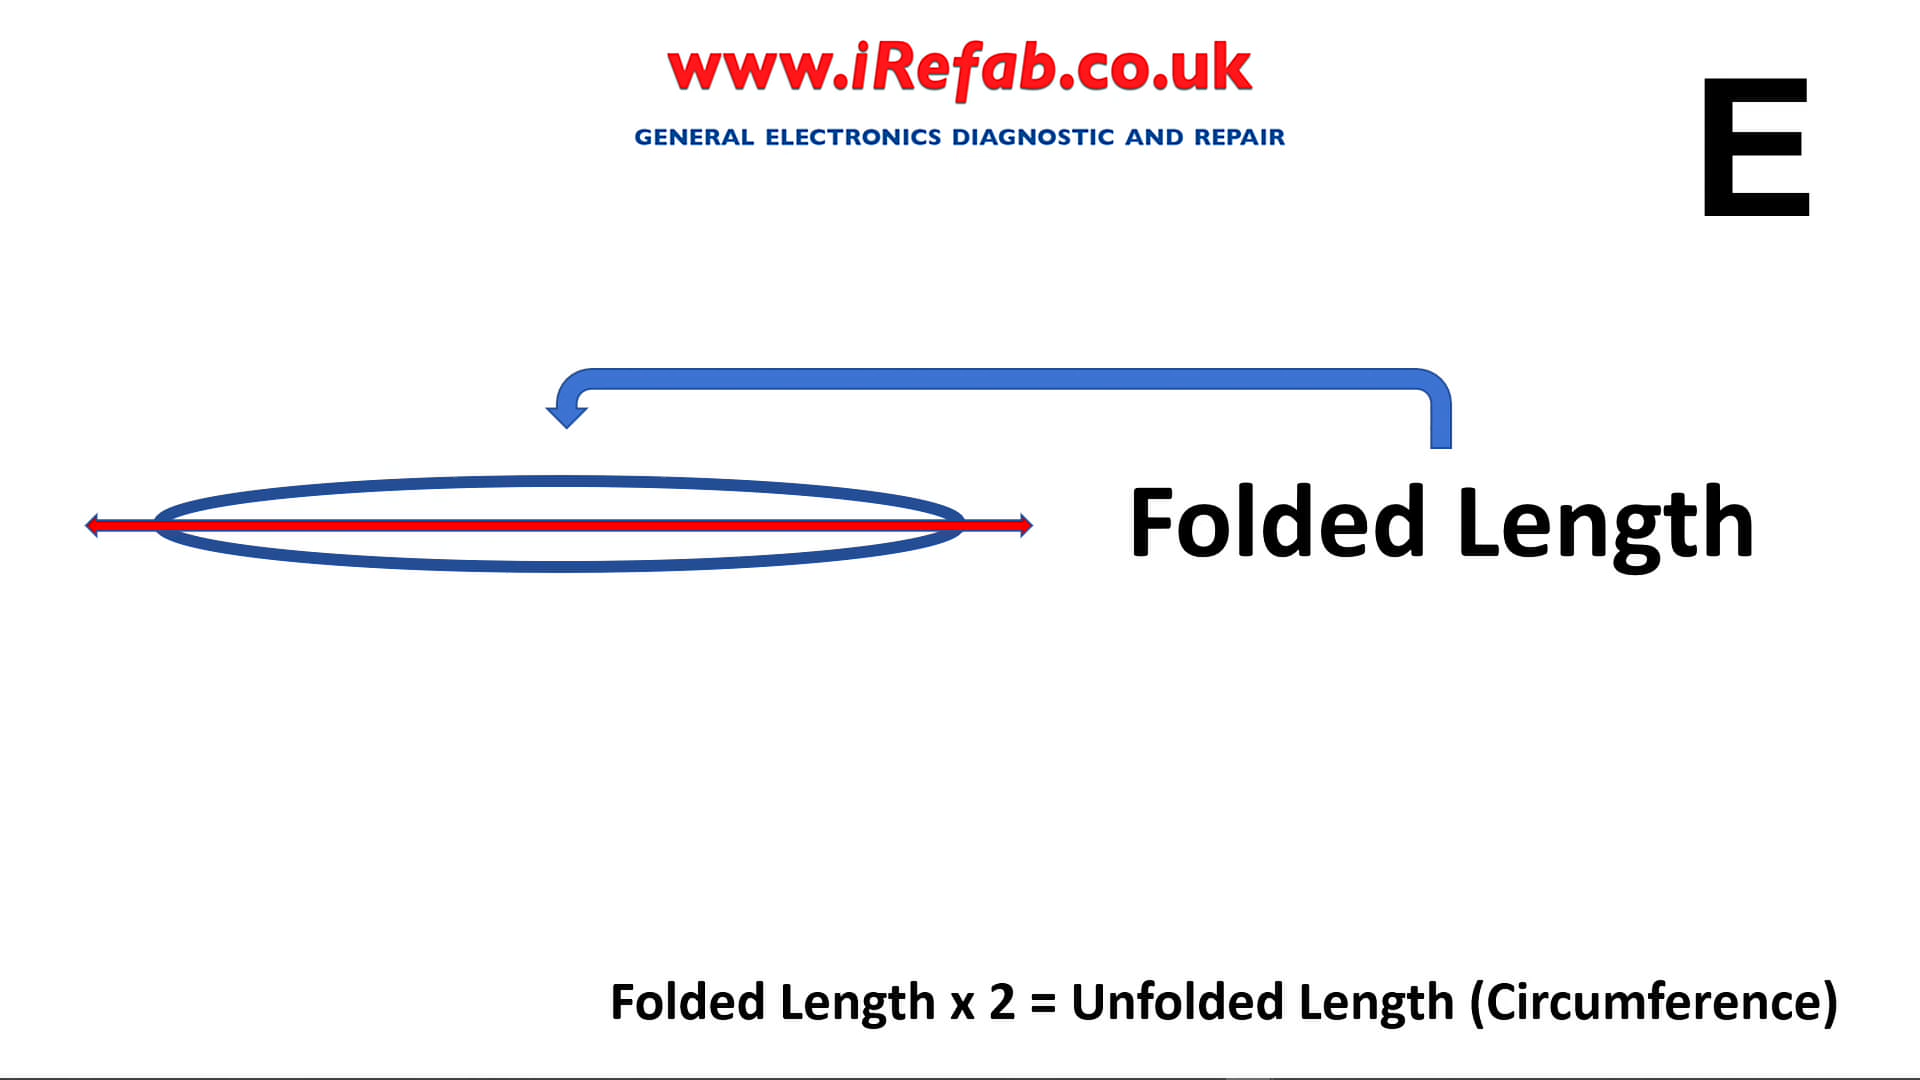 www.iRefab.co.uk
GENERAL ELECTRONICS DIAGNOSTIC AND REPAIR
E
Folded Length
Folded Length x 2 = Unfolded Length (Circumference)